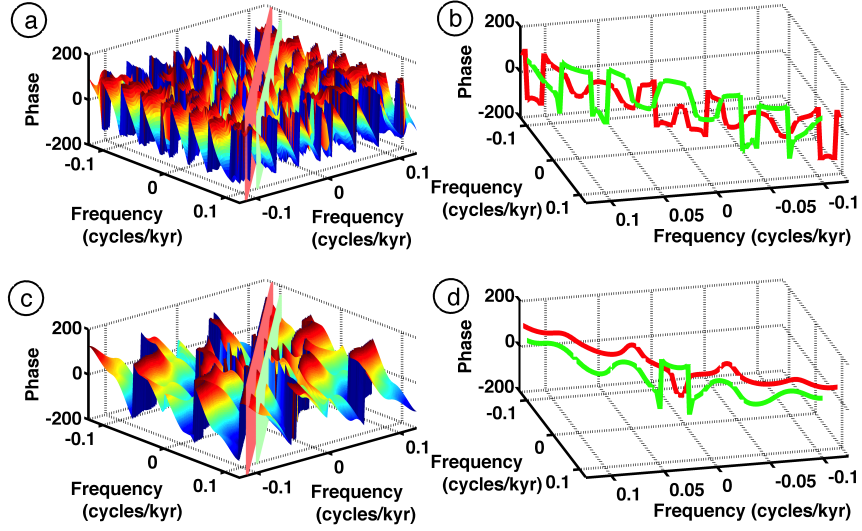 a
200
0
-200
Phase
-0.1
0
0.1
Frequency
(cycles/kyr)
-0.1
0
0.1
Frequency
(cycles/kyr)
b
200
0
-200
Phase
-0.1
0
0.1
Frequency
(cycles/kyr)
0.1
0.05
0
-0.05
-0.1
Frequency (cycles/kyr)
c
200
0
-200
Phase
-0.1
0
0.1
Frequency
(cycles/kyr)
-0.1
0
0.1
Frequency
(cycles/kyr)
d
200
0
-200
Phase
-0.1
0
0.1
Frequency
(cycles/kyr)
0.1
0.05
0
-0.05
-0.1
Frequency (cycles/kyr)